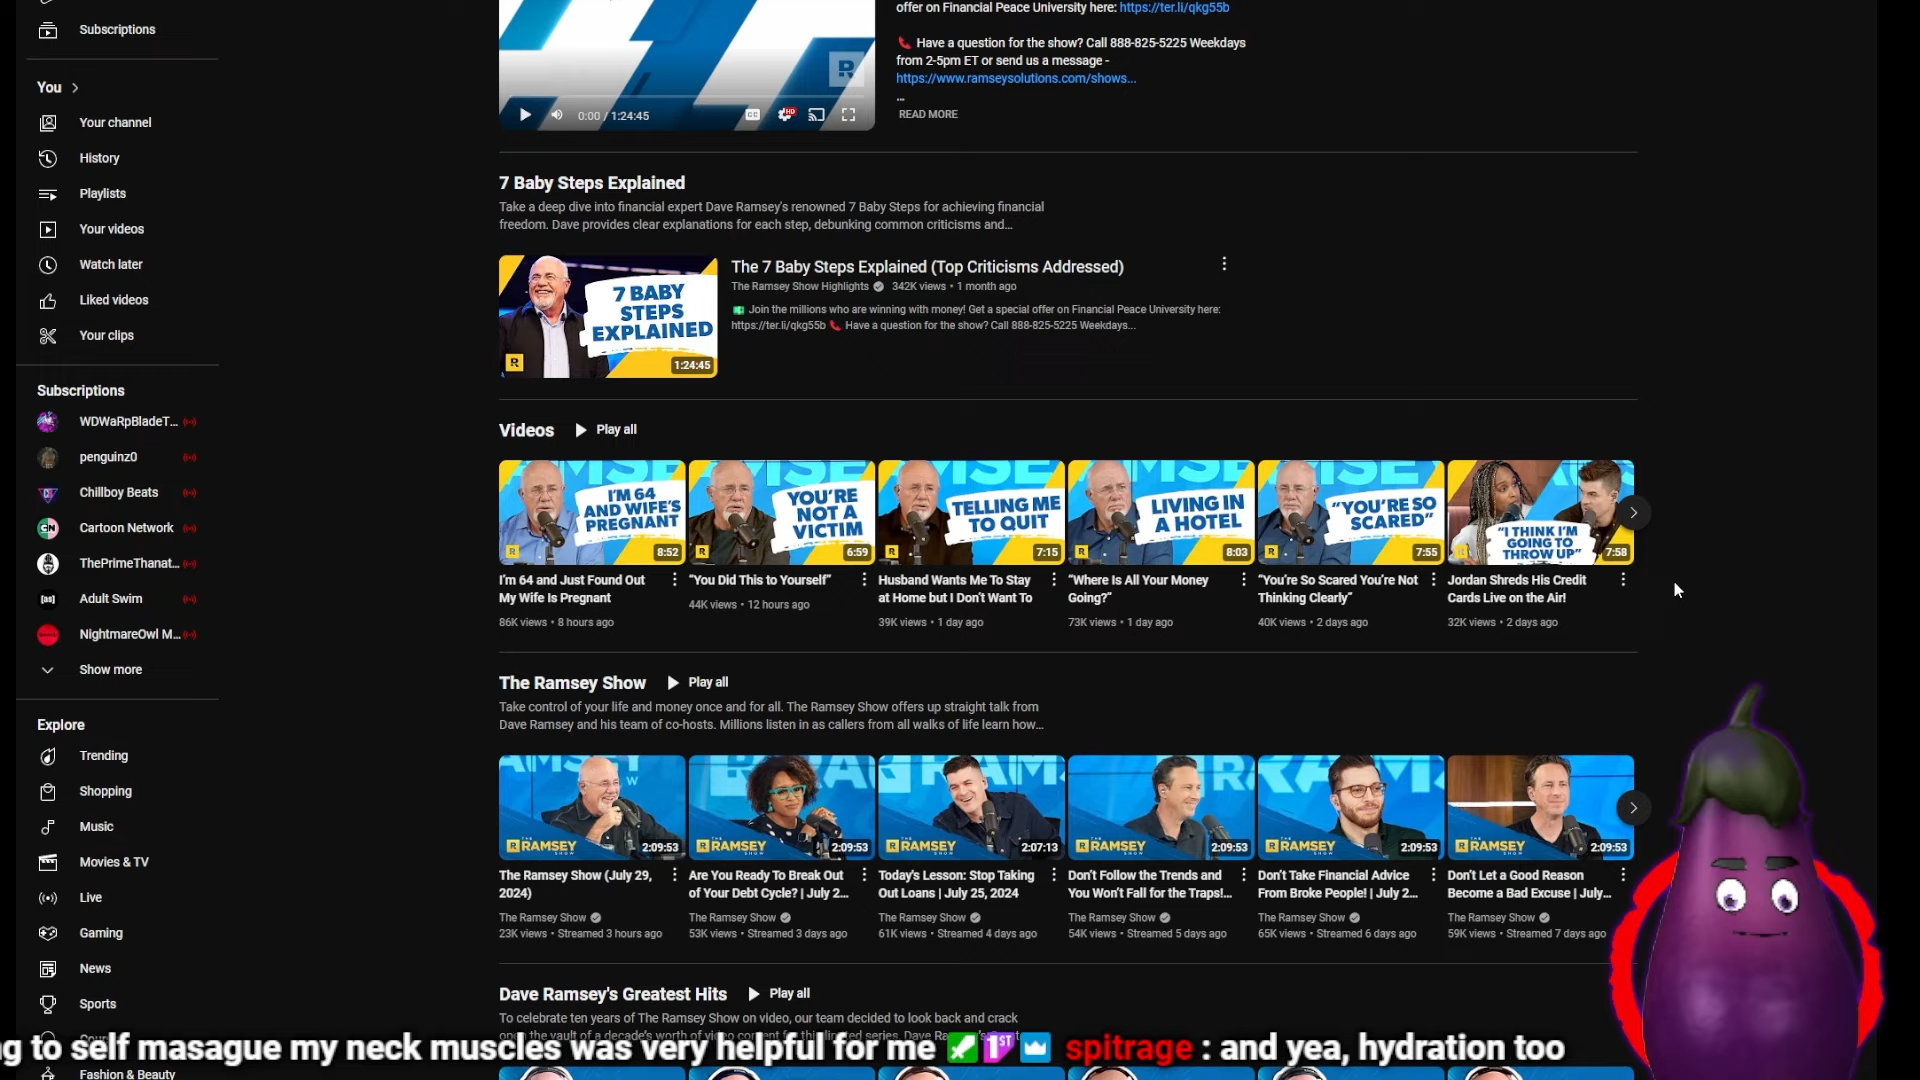 Subscriptions
You
Your channel
History
Playlists
Your videos
Watch later
Liked videos
Your clips
Subscriptions
WDWaRpBladeT...
penguinz0
Chillboy Beats
Cartoon Network
ThePrimeThanat...
Adult Swim
NightmareOwl M...
Show more
Explore
Trending
Shopping
Music
Movies & TV
Live
Gaming
News
Sports
Fashion & Beauty
offer on Financial Peace University here: https://ter.li/qkg55b
Have a question for the show? Call 888-825-5225 Weekdays
from 2-5pm ET or send us a message -
https://www.ramseysolutions.com/shows...
...
READ MORE
0:00 / 1:24:45
CC
HD
7 Baby Steps Explained
Take a deep dive into financial expert Dave Ramsey's renowned 7 Baby Steps for achieving financial
freedom. Dave provides clear explanations for each step, debunking common criticisms and...
7 BABY
STEPS
EXPLAINED
R
1:24:45
The 7 Baby Steps Explained (Top Criticisms Addressed)
The Ramsey Show Highlights 342K views • 1 month ago
Join the millions who are winning with money! Get a special offer on Financial Peace University here:
https://ter.li/qkg55b Have a question for the show? Call 888-825-5225 Weekdays...
Videos Play all
I'M 64
AND WIFE'S
PREGNANT
8:52
I'm 64 and Just Found Out
My Wife Is Pregnant
86K views • 8 hours ago
YOU'RE
NOT A
VICTIM
6:59
“You Did This to Yourself”
44K views • 12 hours ago
TELLING ME
TO QUIT
7:15
Husband Wants Me To Stay
at Home but I Don't Want To
39K views • 1 day ago
LIVING IN
A HOTEL
8:03
“Where Is All Your Money
Going?”
73K views • 1 day ago
"YOU'RE SO
SCARED"
7:55
“You're So Scared You're Not
Thinking Clearly”
40K views • 2 days ago
"I THINK I'M
GOING TO
THROW UP"
7:58
Jordan Shreds His Credit
Cards Live on the Air!
32K views • 2 days ago
The Ramsey Show Play all
Take control of your life and money once and for all. The Ramsey Show offers up straight talk from
Dave Ramsey and his team of co-hosts. Millions listen in as callers from all walks of life learn how...
THE
RAMSEY
SHOW
2:09:53
The Ramsey Show (July 29,
2024)
The Ramsey Show
23K views • Streamed 3 hours ago
THE
RAMSEY
SHOW
2:09:53
Are You Ready To Break Out
of Your Debt Cycle? | July 2...
The Ramsey Show
53K views • Streamed 3 days ago
THE
RAMSEY
SHOW
2:07:13
Today's Lesson: Stop Taking
Out Loans | July 25, 2024
The Ramsey Show
61K views • Streamed 4 days ago
THE
RAMSEY
SHOW
2:09:53
Don't Follow the Trends and
You Won't Fall for the Traps!...
The Ramsey Show
54K views • Streamed 5 days ago
THE
RAMSEY
SHOW
2:09:53
Don't Take Financial Advice
From Broke People! | July 2...
The Ramsey Show
65K views • Streamed 6 days ago
THE
RAMSEY
SHOW
2:09:53
Don't Let a Good Reason
Become a Bad Excuse | July...
The Ramsey Show
59K views • Streamed 7 days ago
Dave Ramsey's Greatest Hits Play all
To celebrate ten years of The Ramsey Show on video, our team decided to look back and crack
ng to self masague my neck muscles was very helpful for me 1ST spitrage : and yea, hydration too